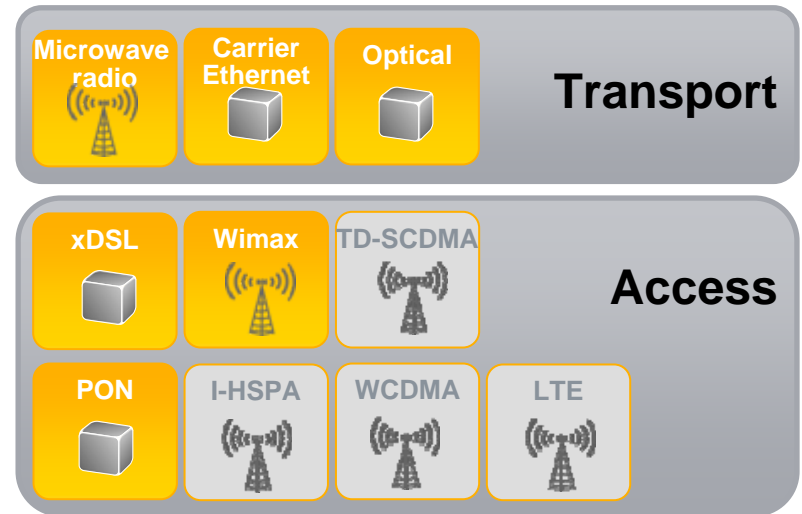 Microwave
radio
Carrier
Ethernet
Optical
Transport
xDSL
Wimax
TD-SCDMA
Access
PON
I-HSPA
WCDMA
LTE